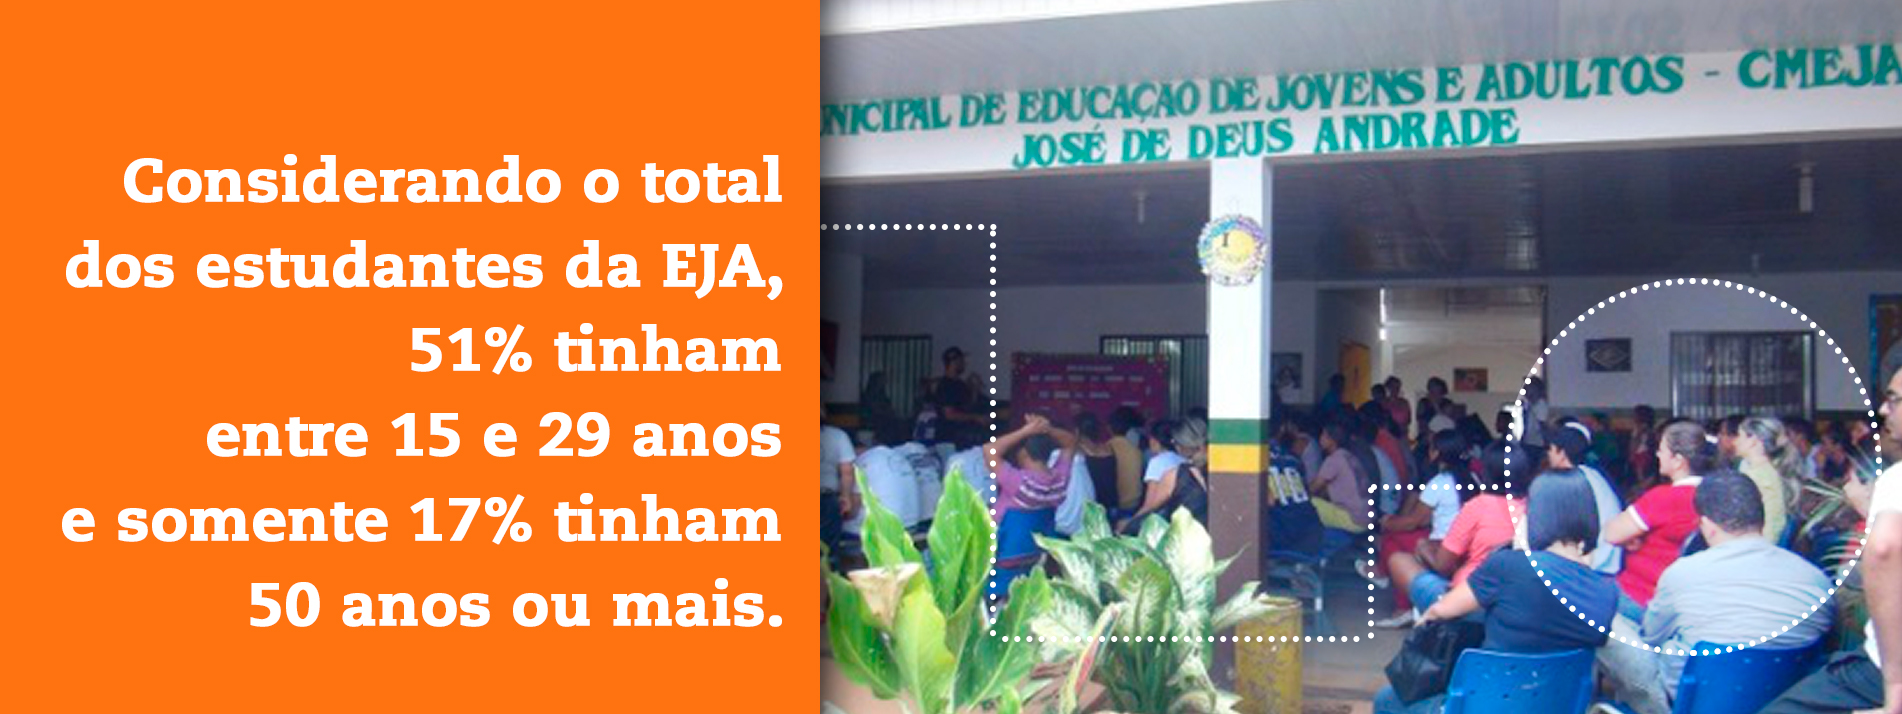 Considerando o total
dos estudantes da EJA,
51% tinham
entre 15 e 29 anos
e somente 17% tinham
50 anos ou mais.
NICIPAL DE EDUCAÇAO DE JOVENS E ADULTOS - CMEJA
JOSÉ DE DEUS ANDRADE